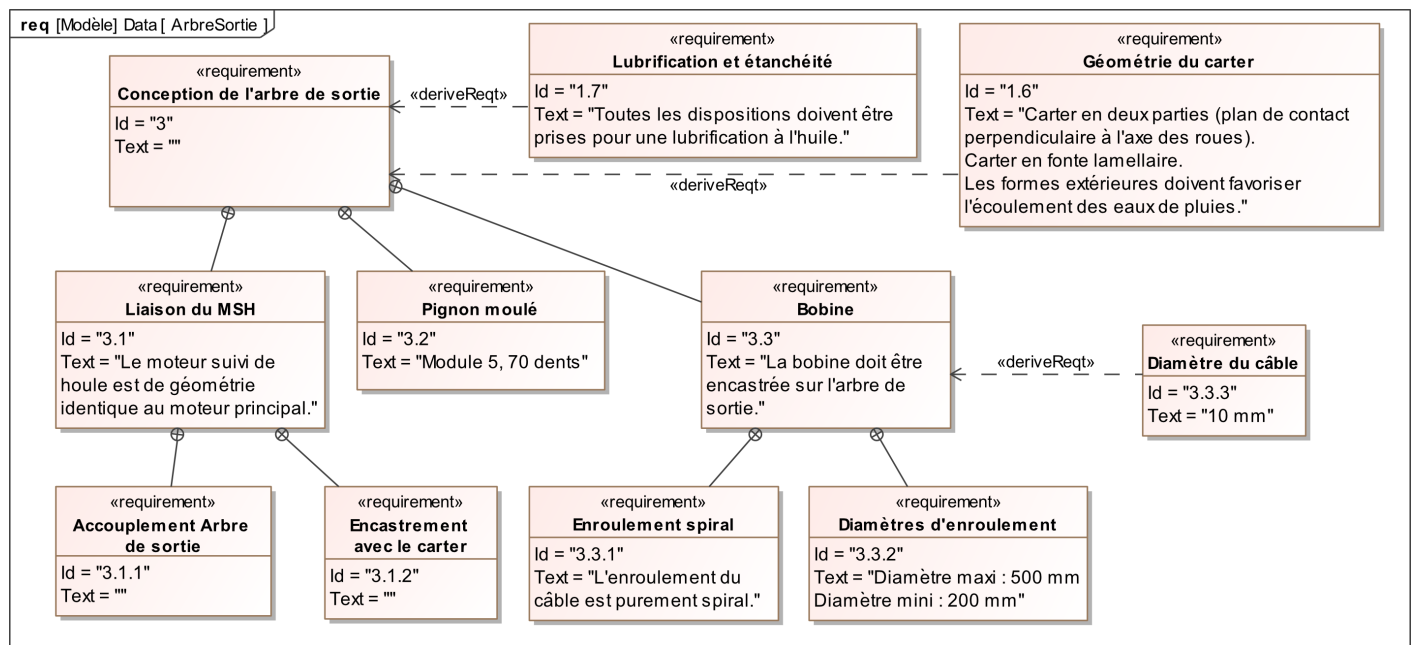 req [Modèle] Data [ ArbreSortie ]
«requirement»
Conception de l'arbre de sortie
Id = "3"
Text = ""
«deriveReqt»
«requirement»
Lubrification et étanchéité
Id = "1.7"
Text = "Toutes les dispositions doivent être
prises pour une lubrification à l'huile."
«requirement»
Géométrie du carter
Id = "1.6"
Text = "Carter en deux parties (plan de contact
perpendiculaire à l'axe des roues).
Carter en fonte lamellaire.
Les formes extérieures doivent favoriser
l'écoulement des eaux de pluies."
«deriveReqt»
«requirement»
Liaison du MSH
Id = "3.1"
Text = "Le moteur suivi de
houle est de géométrie
identique au moteur principal."
«requirement»
Pignon moulé
Id = "3.2"
Text = "Module 5, 70 dents"
«requirement»
Bobine
Id = "3.3"
Text = "La bobine doit être
encastrée sur l'arbre de
sortie."
«deriveReqt»
«requirement»
Diamètre du câble
Id = "3.3.3"
Text = "10 mm"
«requirement»
Accouplement Arbre
de sortie
Id = "3.1.1"
Text = ""
«requirement»
Encastrement
avec le carter
Id = "3.1.2"
Text = ""
«requirement»
Enroulement spiral
Id = "3.3.1"
Text = "L'enroulement du
câble est purement spiral."
«requirement»
Diamètres d'enroulement
Id = "3.3.2"
Text = "Diamètre maxi : 500 mm
Diamètre mini : 200 mm"